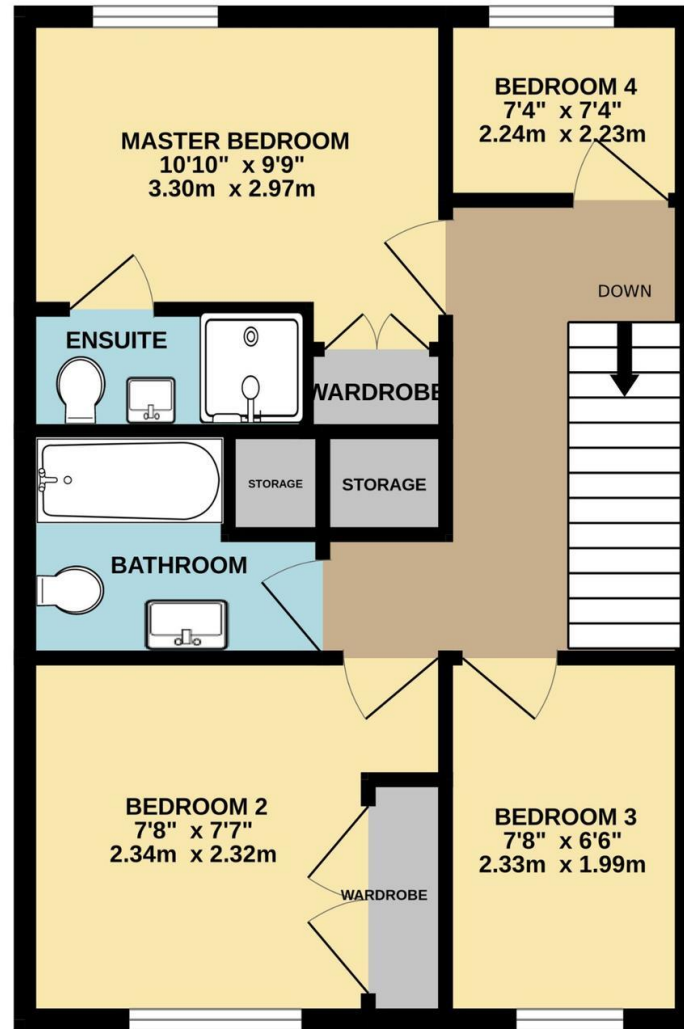 MASTER BEDROOM
10'10" x 9'9"
3.30m x 2.97m
BEDROOM 4
7'4" x 7'4"
2.24m x 2.23m
DOWN
ENSUITE
WARDROBE
STORAGE
STORAGE
BATHROOM
BEDROOM 2
7'8" x 7'7"
2.34m x 2.32m
WARDROBE
BEDROOM 3
7'8" x 6'6"
2.33m x 1.99m